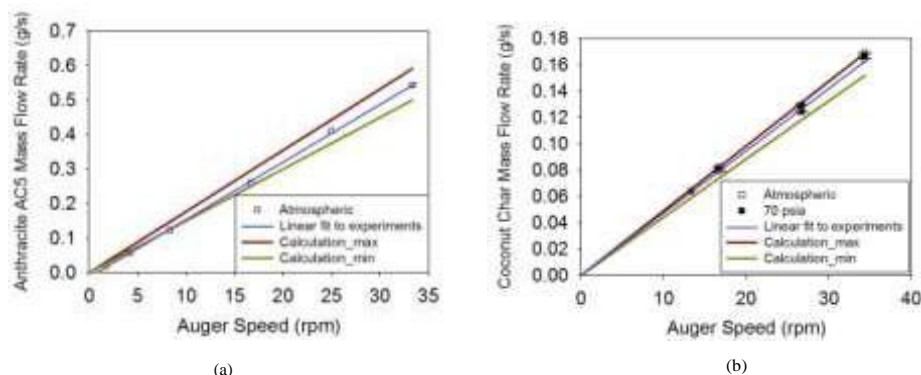 Anthracite AC5 Mass Flow Rate (g/s)
0.7
0.6
0.5
0.4
0.3
0.2
0.1
0.0
Atmospheric
Linear fit to experiments
Calculation_max
Calculation_min
0 5 10 15 20 25 30 35
Auger Speed (rpm)
(a)
Coconut Char Mass Flow Rate (g/s)
0.18
0.16
0.14
0.12
0.10
0.08
0.06
0.04
0.02
0.00
Atmospheric
70 psia
Linear fit to experiments
Calculation_max
Calculation_min
0 10 20 30 40
Auger Speed (rpm)
(b)